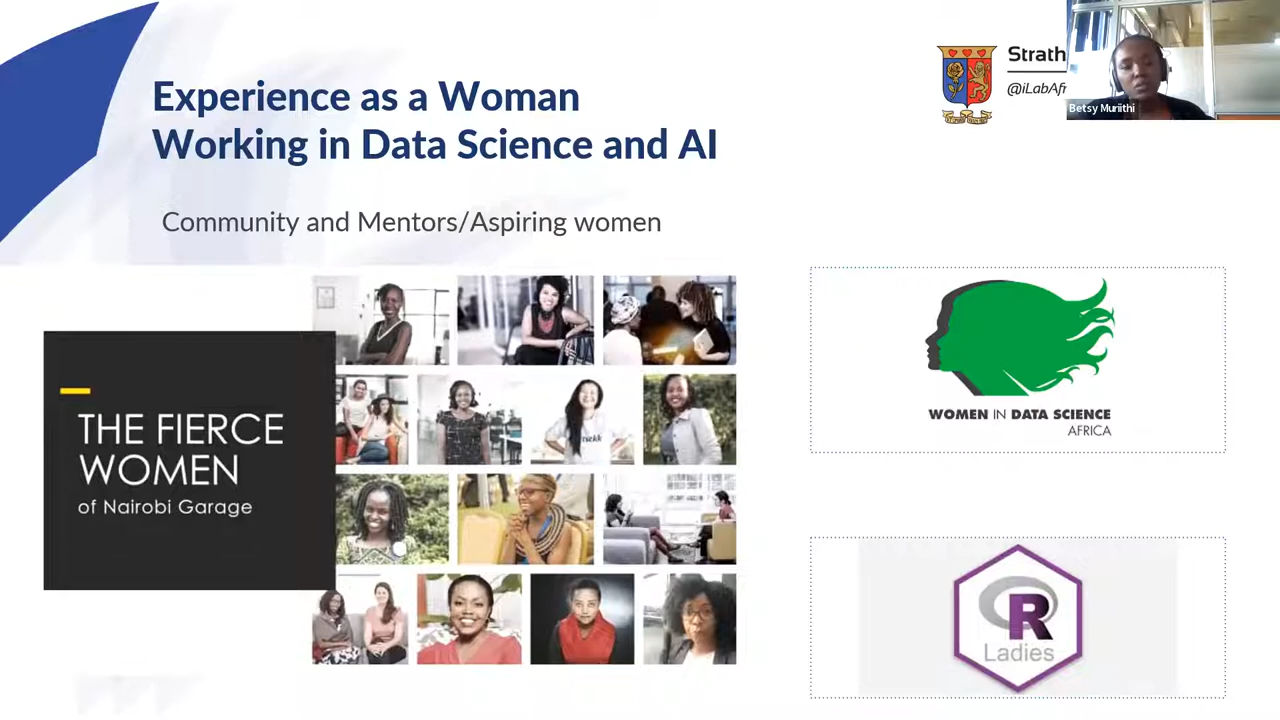 Experience as a Woman
Working in Data Science and AI
Strath
@iLabAfr
Betsy Muriithi
Community and Mentors/Aspiring women
THE FIERCE
WOMEN
of Nairobi Garage
WOMEN IN DATA SCIENCE
AFRICA
R
Ladies